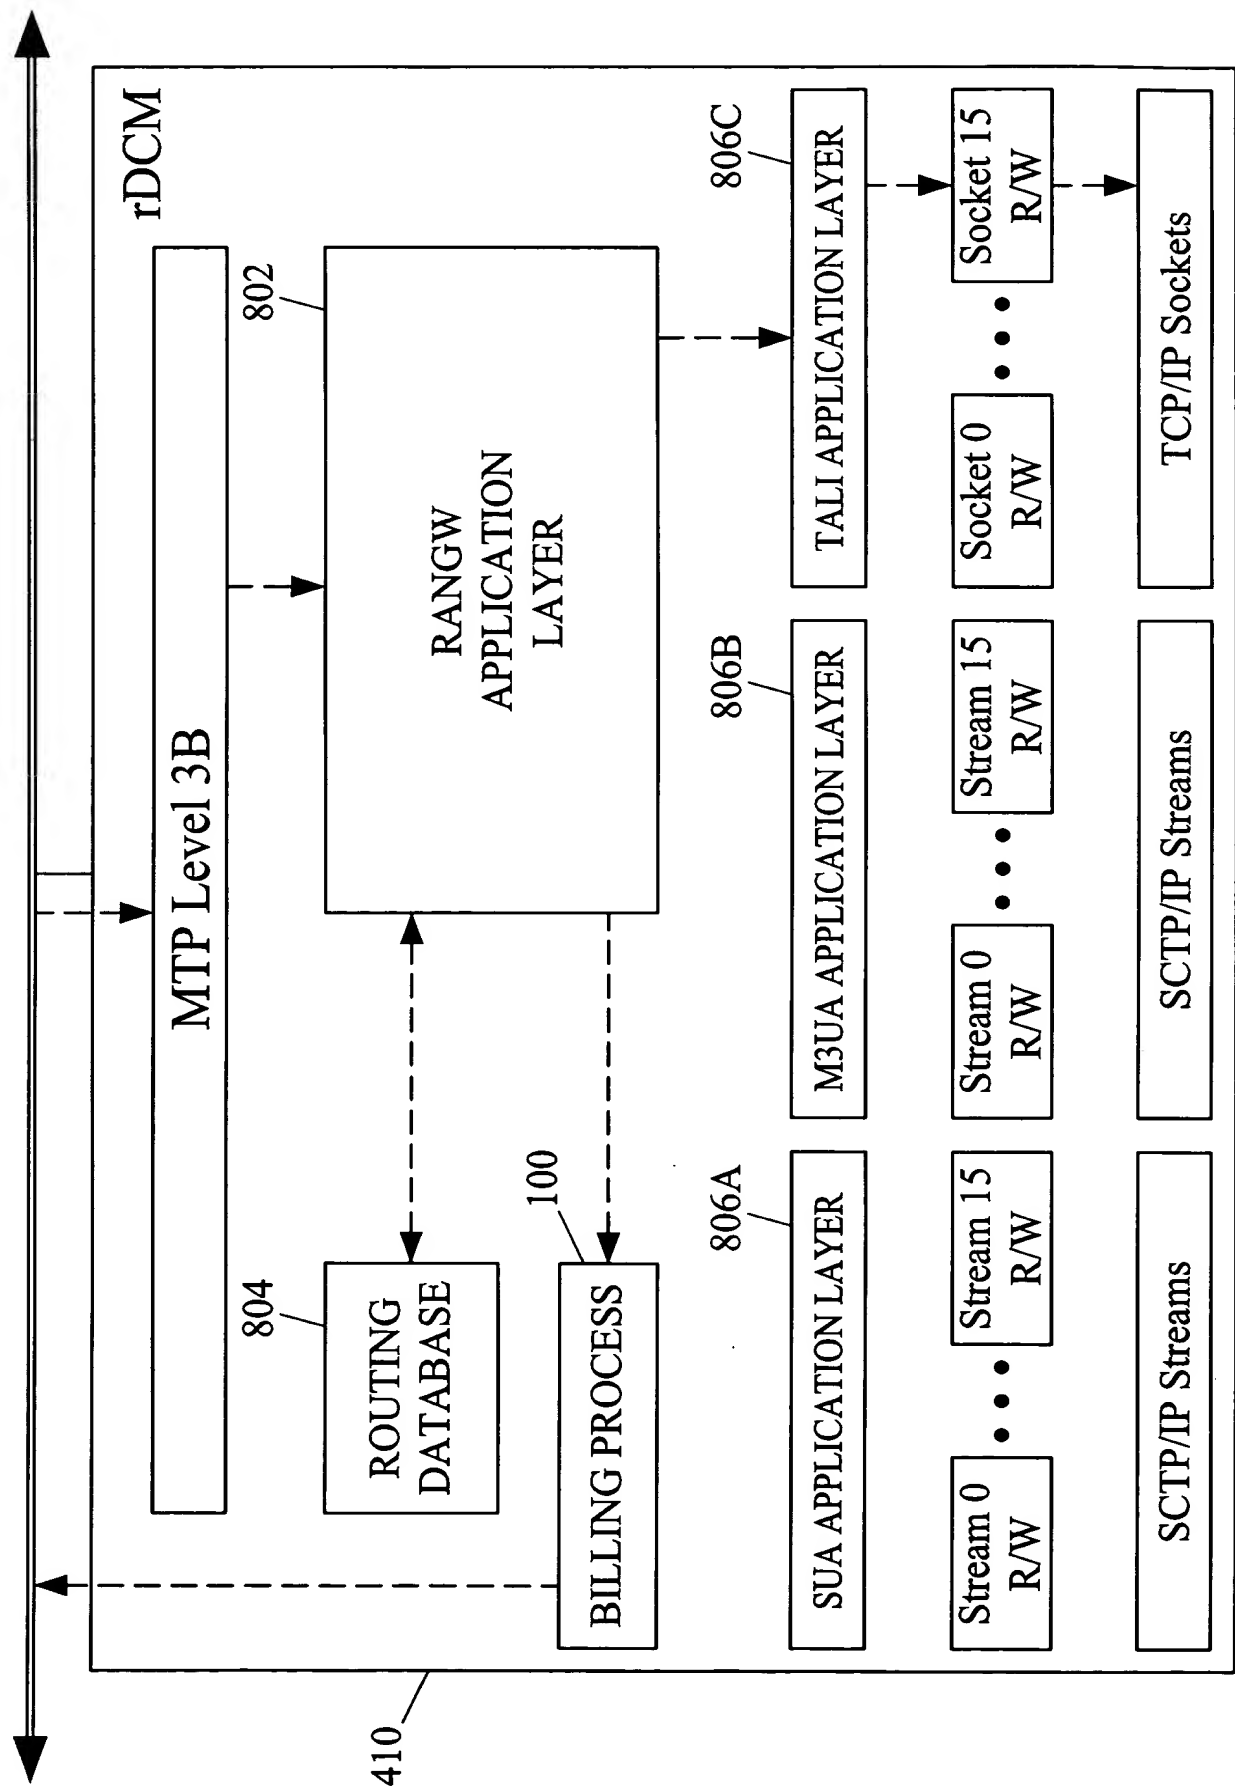 rDCM
MTP Level 3B
802
RANGW
APPLICATION
LAYER
804
ROUTING
DATABASE
100
BILLING PROCESS
410
806A
SUA APPLICATION LAYER
806B
M3UA APPLICATION LAYER
806C
TALI APPLICATION LAYER
Stream 0
R/W
Stream 15
R/W
Stream 0
R/W
Stream 15
R/W
Socket 0
R/W
Socket 15
R/W
SCTP/IP Streams
SCTP/IP Streams
TCP/IP Sockets